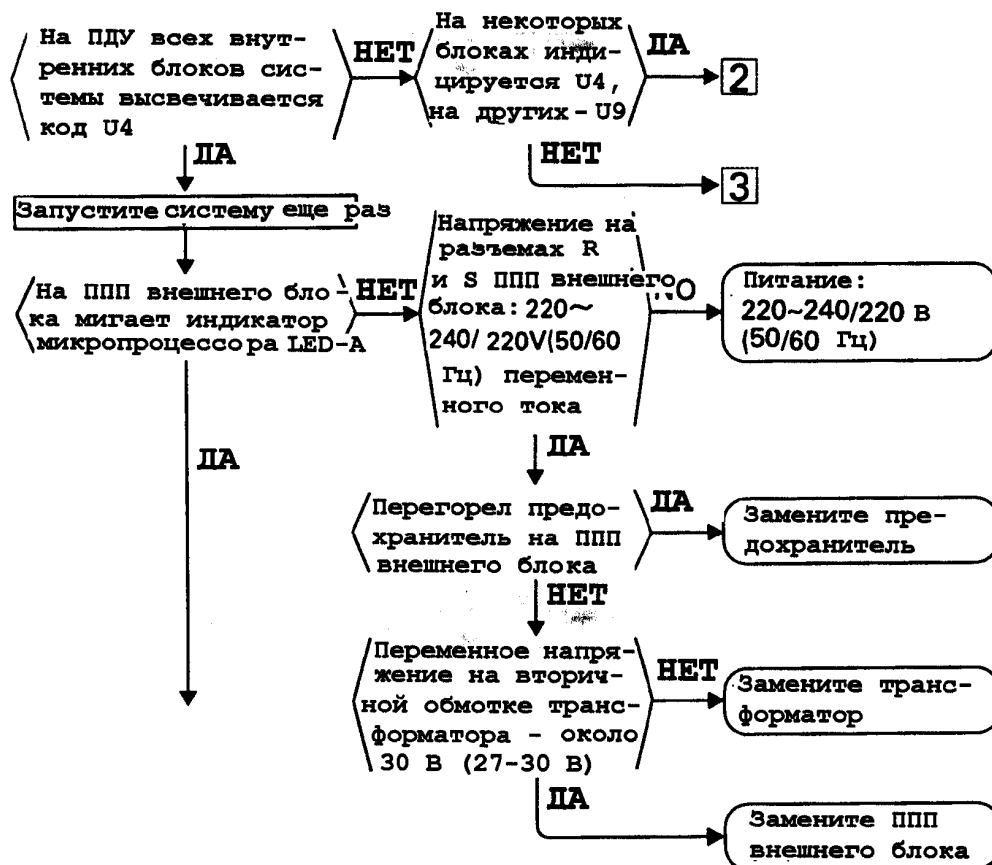 На ПДУ всех внут-
ренних блоков сис-
темы высвечивается
код U4
НЕТ
На некоторых
блоках инди-
цируется U4,
на других-U9
ДА
2
НЕТ
3
ДА
Запустите систему еще раз
На ППП внешнего бло-
ка мигает индикатор
микропроцессора LED-A
НЕТ
Напряжение на
разъемах R
и S ППП внешнего
блока: 220~
240/ 220V(50/60
Гц) перемен-
ного тока
NO
Питание:
220~240/220 В
(50/60 Гц)
ДА
ДА
Перегорел предо-
хранитель на ППП
внешнего блока
ДА
Замените пре-
дохранитель
НЕТ
Переменное напря-
жение на вторич-
ной обмотке транс-
форматора - около
30 В (27-30 В)
НЕТ
Замените транс-
форматор
ДА
Замените ППП
внешнего блока